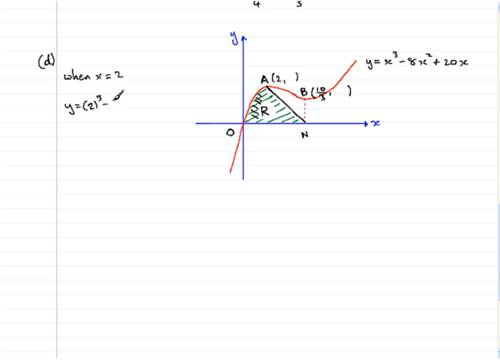 4 3
(d)
when x = 2
y = (2)³ -
y
A (2, )
y = x³ - 8x² + 20x
B (10/3, )
R
O
N
x